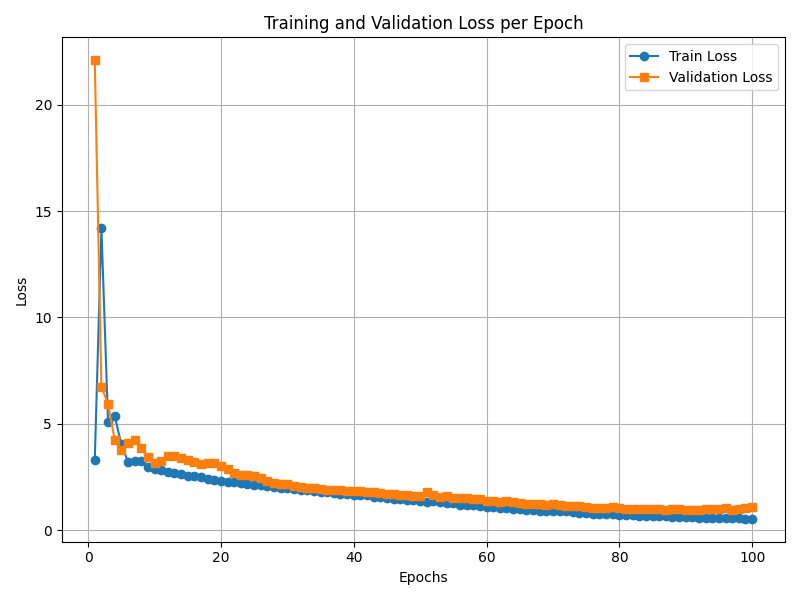 Training and Validation Loss per Epoch
Train Loss
Validation Loss
Loss
20
15
10
5
0
0 20 40 60 80 100
Epochs